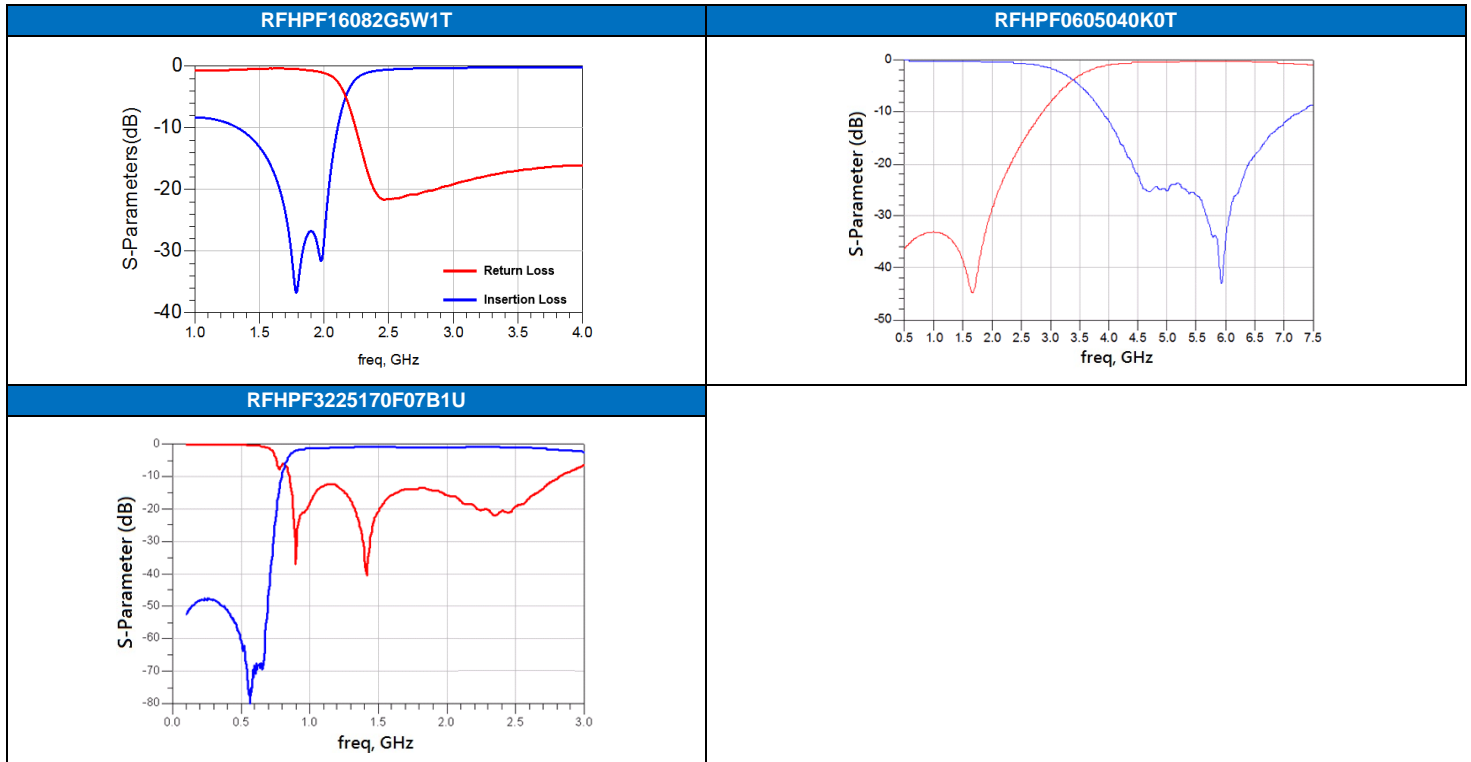 RFHPF16082G5W1T
RFHPF0605040K0T
S-Parameters(dB)
0
-10
-20
-30
-40
Return Loss
Insertion Loss
1.0 1.5 2.0 2.5 3.0 3.5 4.0
freq, GHz
S-Parameter (dB)
0
-10
-20
-30
-40
-50
0.5 1.0 1.5 2.0 2.5 3.0 3.5 4.0 4.5 5.0 5.5 6.0 6.5 7.0 7.5
freq, GHz
RFHPF3225170F07B1U
S-Parameter (dB)
0
-10
-20
-30
-40
-50
-60
-70
-80
0.0 0.5 1.0 1.5 2.0 2.5 3.0
freq, GHz